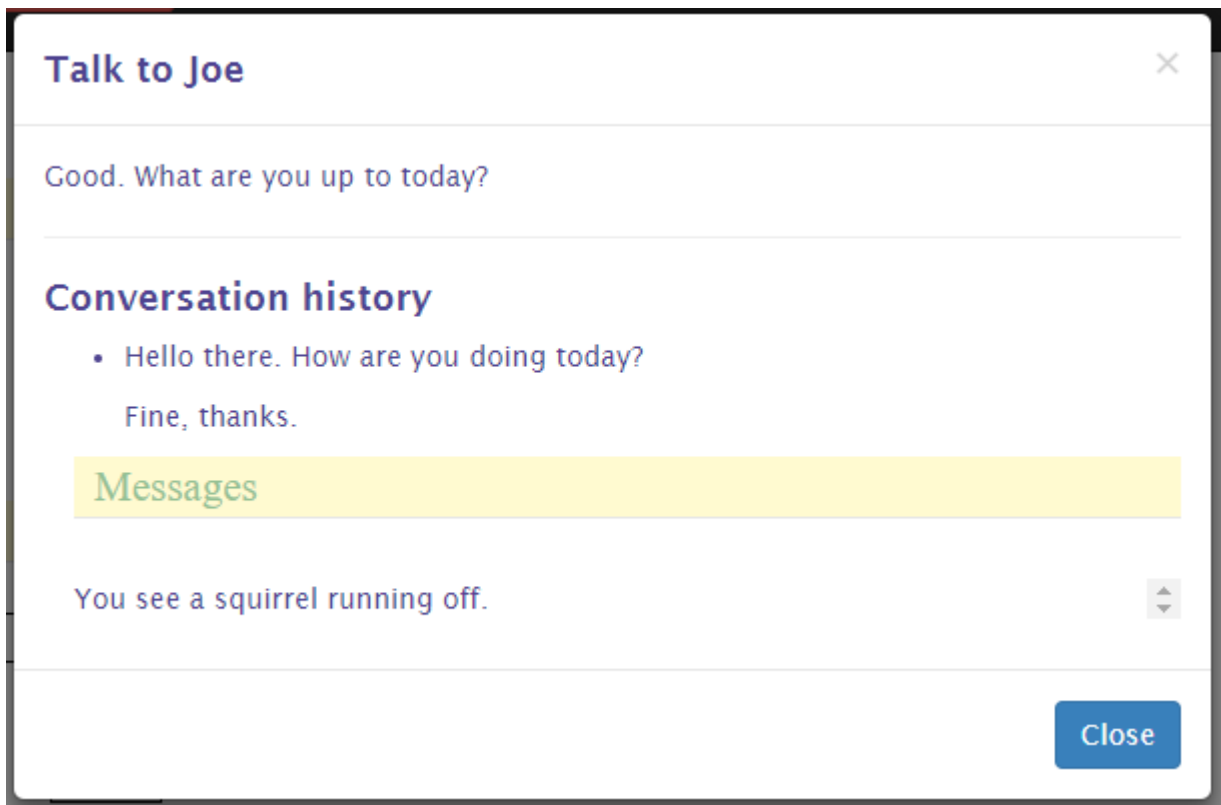 Talk to Joe
×
Good. What are you up to today?
Conversation history
• Hello there. How are you doing today?
Fine, thanks.
Messages
You see a squirrel running off.
Close